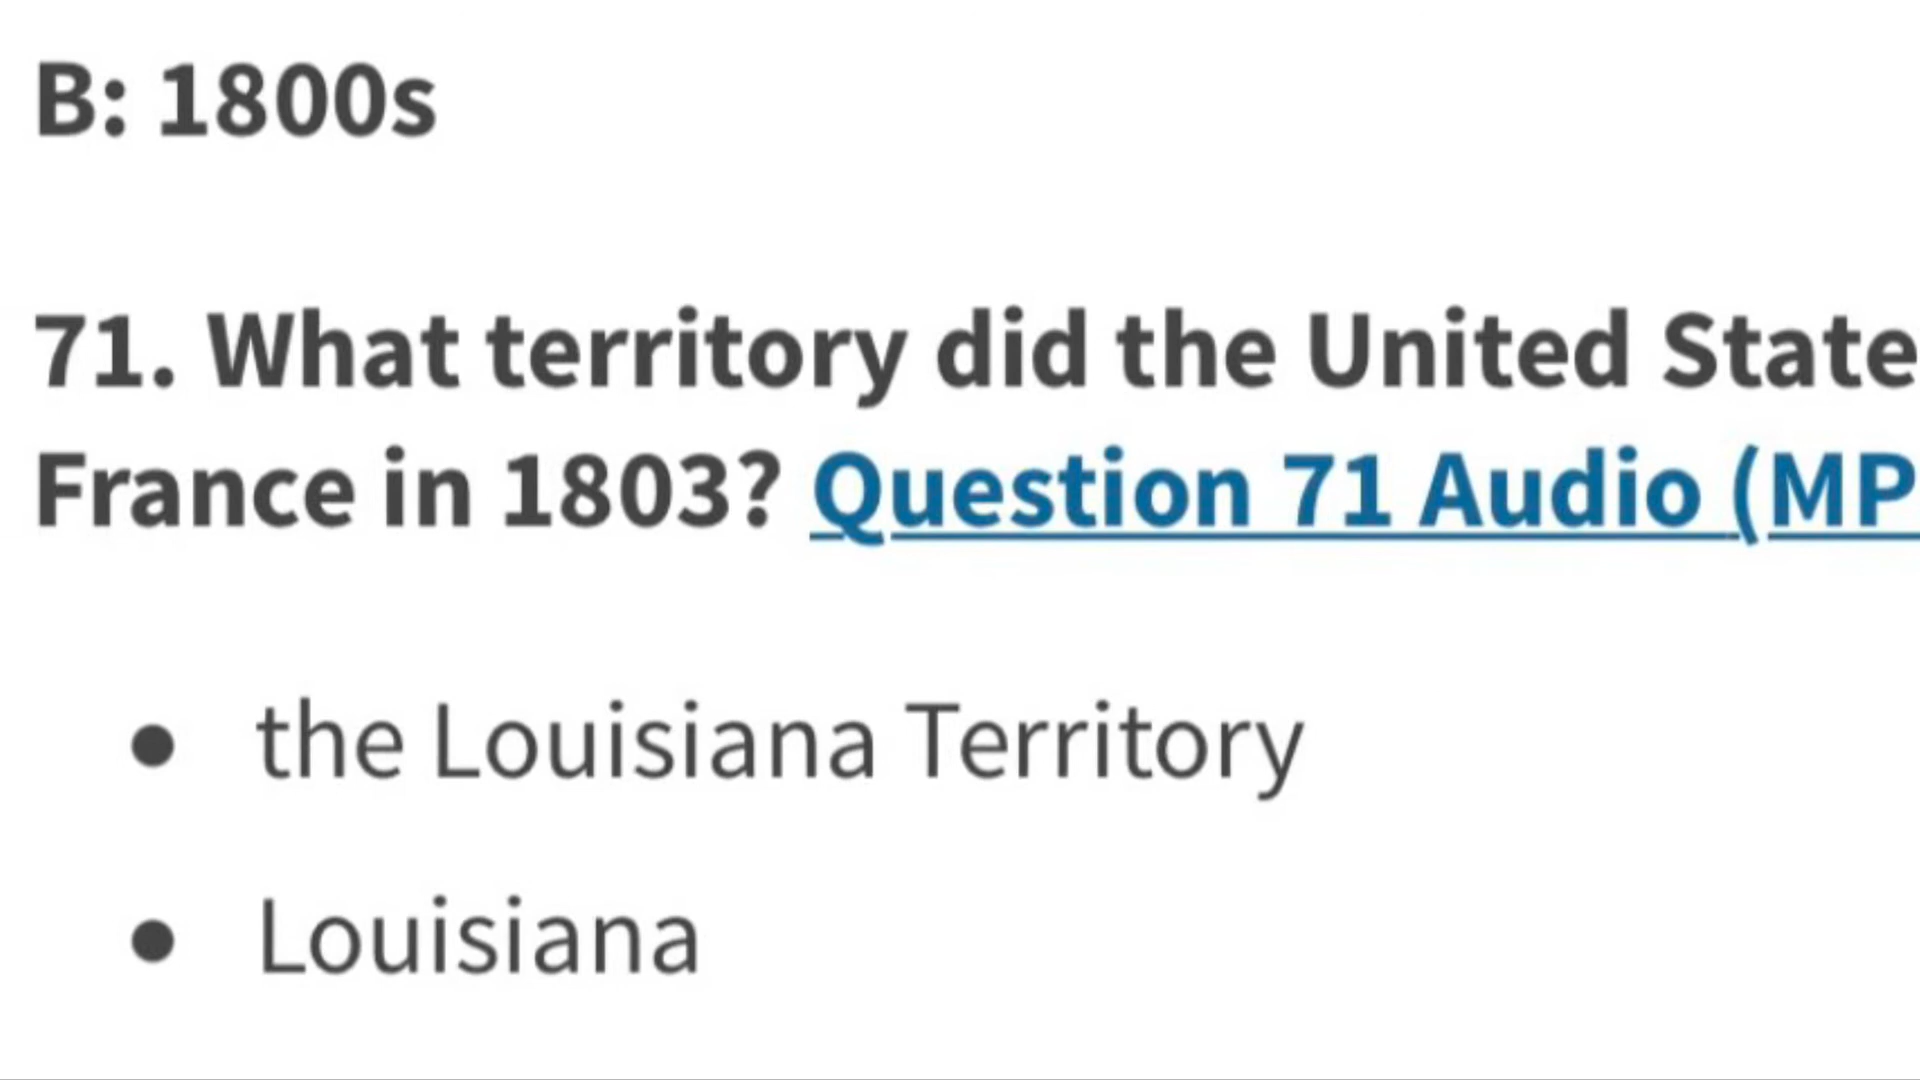 B: 1800s
71. What territory did the United State
France in 1803? Question 71 Audio (MP
• the Louisiana Territory
• Louisiana